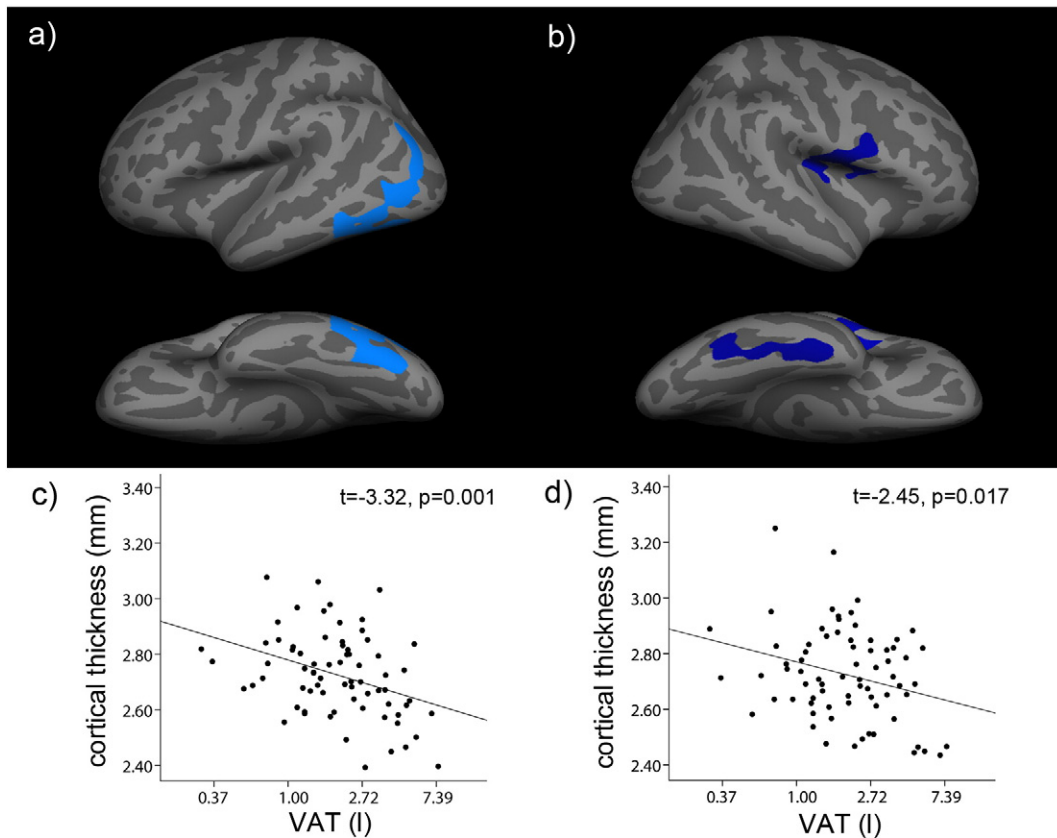 a)
b)
c)
t=-3.32, p=0.001
cortical thickness (mm)
3.40
3.20
3.00
2.80
2.60
2.40
0.37 1.00 2.72 7.39
VAT (l)
d)
t=-2.45, p=0.017
cortical thickness (mm)
3.40
3.20
3.00
2.80
2.60
2.40
0.37 1.00 2.72 7.39
VAT (l)